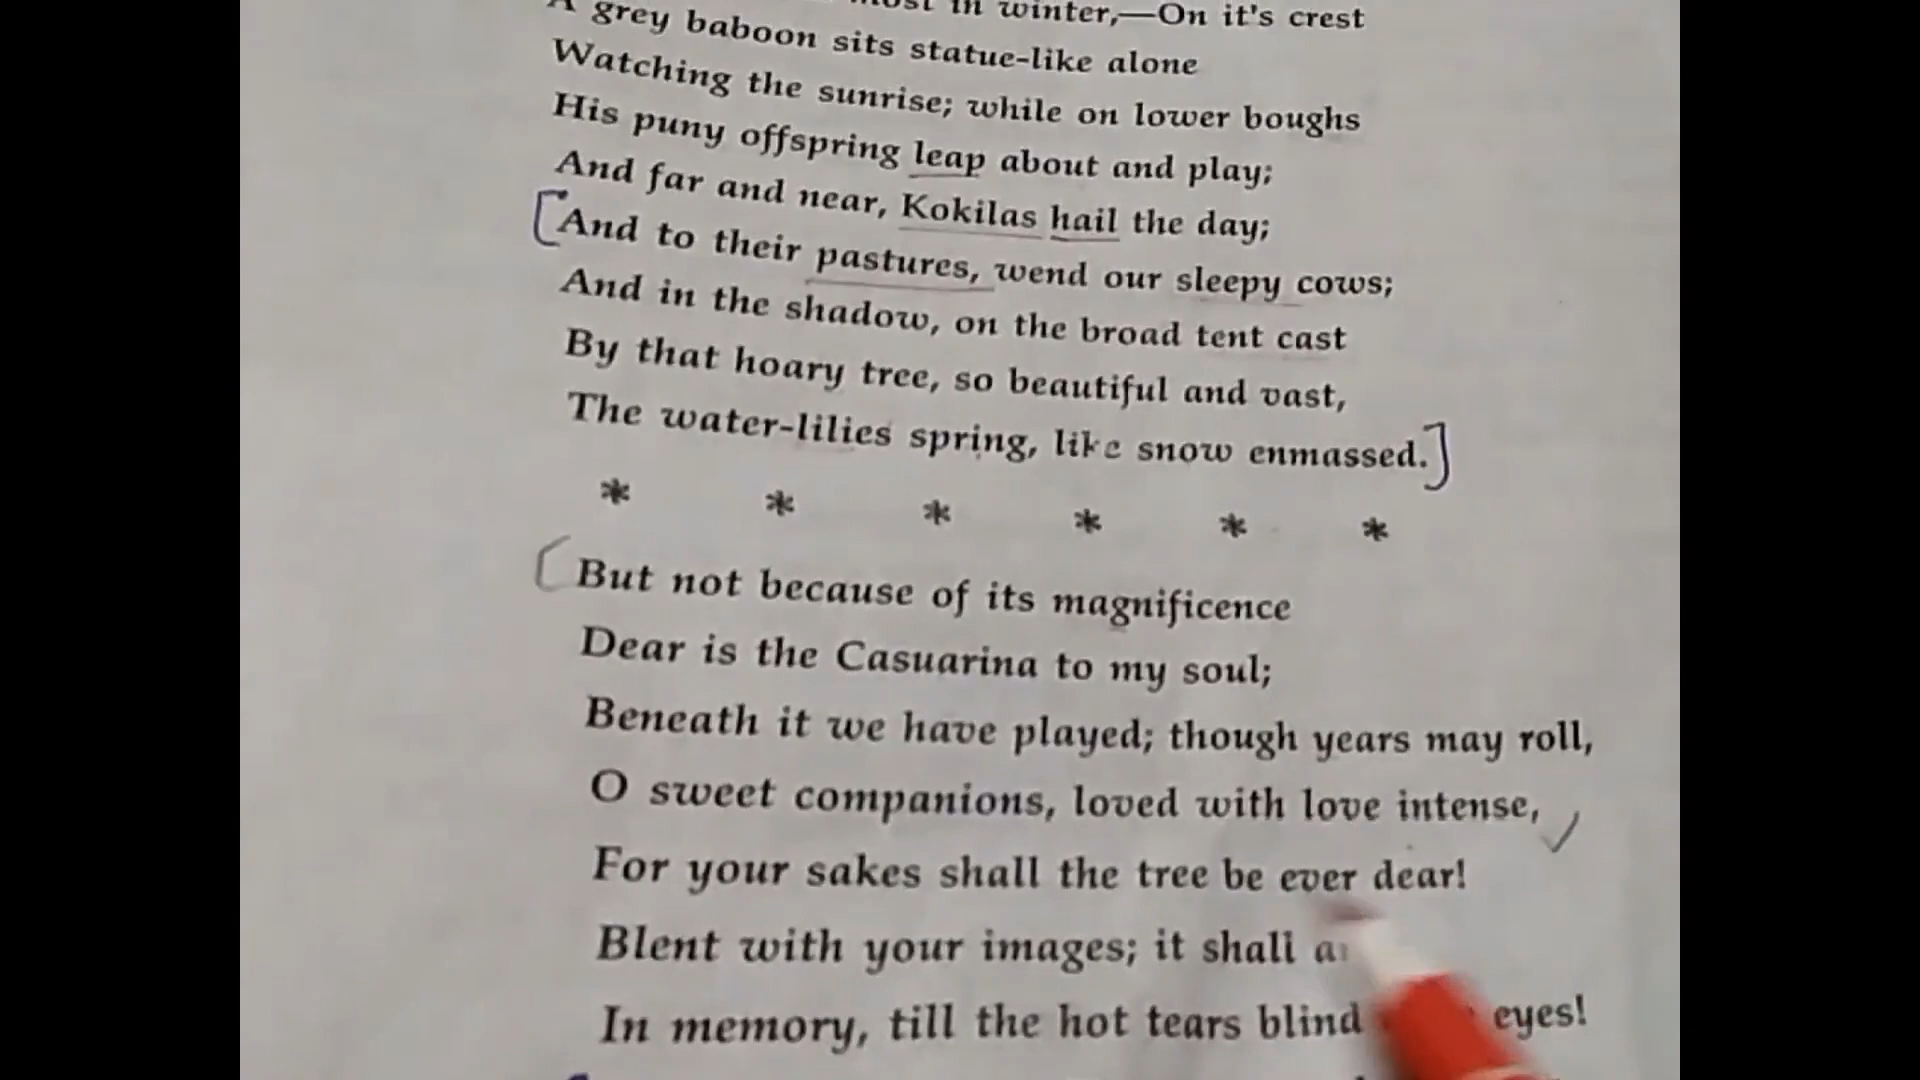 in winter,—On it's crest
A grey baboon sits statue-like alone
Watching the sunrise; while on lower boughs
His puny offspring leap about and play;
And far and near, Kokilas hail the day;
And to their pastures, wend our sleepy cows;
And in the shadow, on the broad tent cast
By that hoary tree, so beautiful and vast,
The water-lilies spring, like snow enmassed.
* * * * * *
But not because of its magnificence
Dear is the Casuarina to my soul;
Beneath it we have played; though years may roll,
O sweet companions, loved with love intense,
For your sakes shall the tree be ever dear!
Blent with your images; it shall
In memory, till the hot tears blind eyes!